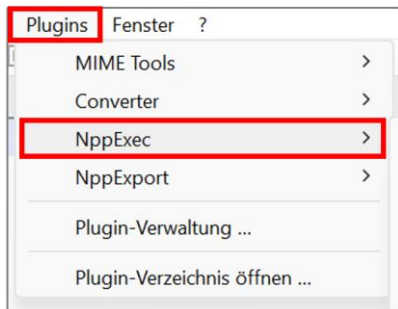 Plugins Fenster ?
MIME Tools
Converter
NppExec
NppExport
Plugin-Verwaltung ...
Plugin-Verzeichnis öffnen ...